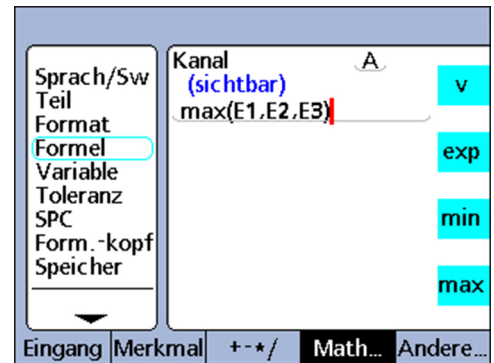 Sprach/Sw
Teil
Format
Formel
Variable
Toleranz
SPC
Form.-kopf
Speicher
Kanal A
(sichtbar)
max(E1,E2,E3)
v
exp
min
max
Eingang Merkmal +-*/ Math... Andere...